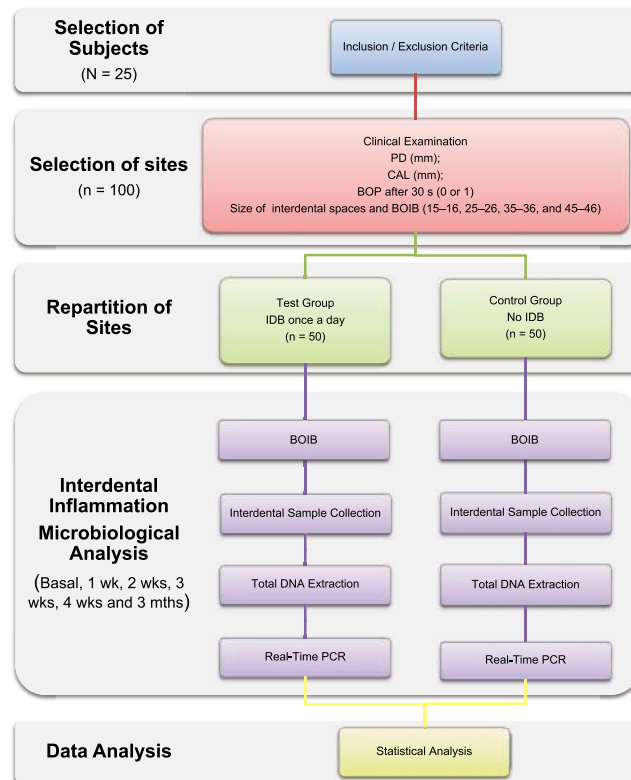 Selection of
Subjects
(N = 25)
Inclusion / Exclusion Criteria
Selection of sites
(n = 100)
Clinical Examination
PD (mm);
CAL (mm);
BOP after 30 s (0 or 1)
Size of interdental spaces and BOIB (15–16, 25–26, 35–36, and 45–46)
Repartition of
Sites
Test Group
IDB once a day
(n = 50)
Control Group
No IDB
(n = 50)
Interdental
Inflammation
Microbiological
Analysis
(Basal, 1 wk, 2 wks, 3
wks, 4 wks and 3 mths)
BOIB
BOIB
Interdental Sample Collection
Interdental Sample Collection
Total DNA Extraction
Total DNA Extraction
Real-Time PCR
Real-Time PCR
Data Analysis
Statistical Analysis